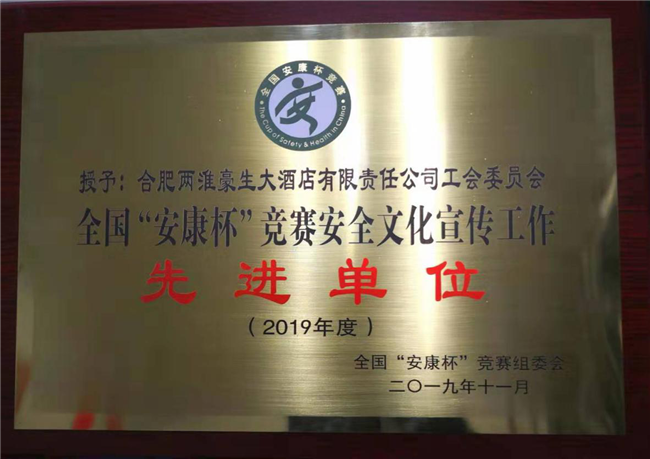 全国安康杯竞赛
The Cup of Safety & Health in China
授予：合肥两淮豪生大酒店有限责任公司工会委员会
全国“安康杯”竞赛安全文化宣传工作
先进单位
（2019年度）
全国“安康杯”竞赛组委会
二〇一九年十一月